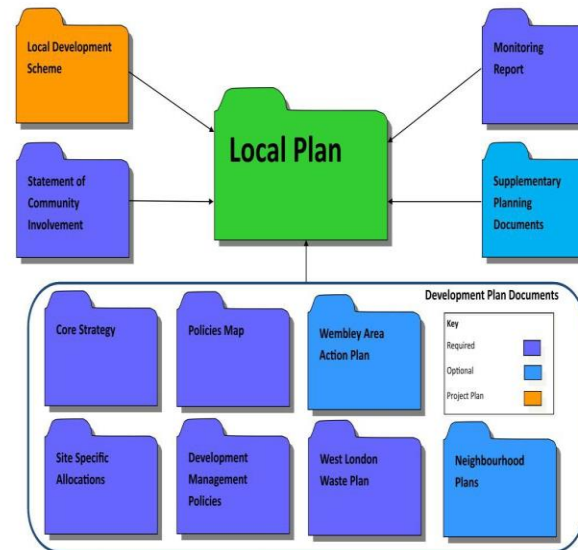 Local Development
Scheme
Monitoring
Report
Local Plan
Statement of
Community
Involvement
Supplementary
Planning
Documents
Development Plan Documents
Core Strategy
Policies Map
Wembley Area
Action Plan
Key
Required
Optional
Project Plan
Site Specific
Allocations
Development
Management
Policies
West London
Waste Plan
Neighbourhood
Plans